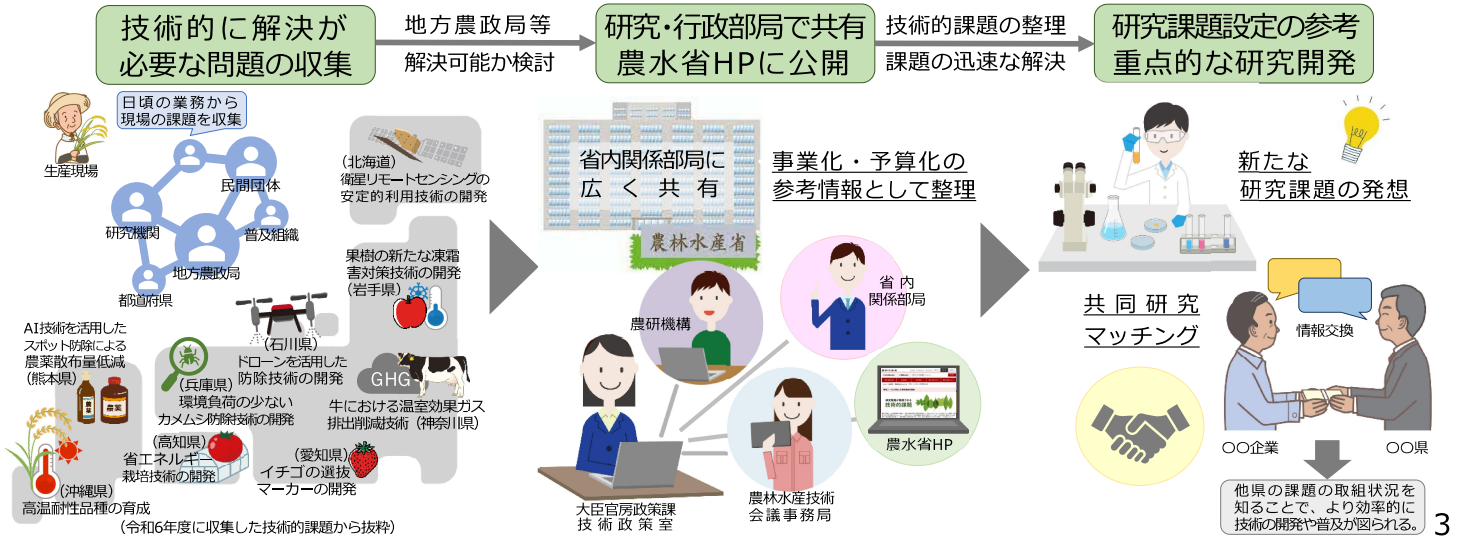 技術的に解決が
必要な問題の収集
地方農政局等
解決可能か検討
研究・行政部局で共有
農水省HPに公開
技術的課題の整理
課題の迅速な解決
研究課題設定の参考
重点的な研究開発
生産現場
日頃の業務から
現場の課題を収集
民間団体
研究機関
普及組織
地方農政局
都道府県
(北海道)
衛星リモートセンシングの
安定的利用技術の開発
果樹の新たな凍霜
害対策技術の開発
(岩手県)
AI技術を活用した
スポット防除による
農薬散布量低減
(熊本県)
農薬
農薬
(石川県)
ドローンを活用した
防除技術の開発
(兵庫県)
環境負荷の少ない
カメムシ防除技術の開発
GHG
牛における温室効果ガス
排出削減技術(神奈川県)
(高知県)
省エネルギー
栽培技術の開発
(愛知県)
イチゴの選抜
マーカーの開発
(沖縄県)
高温耐性品種の育成
(令和6年度に収集した技術的課題から抜粋)
省内関係部局に
広く共有
農林水産省
事業化・予算化の
参考情報として整理
農研機構
省内
関係部局
技術的課題
農水省HP
大臣官房政策課
技術政策室
農林水産技術
会議事務局
新たな
研究課題の発想
共同研究
マッチング
情報交換
〇〇企業
〇〇県
他県の課題の取組状況を
知ることで、より効率的に
技術の開発や普及が図られる。
3